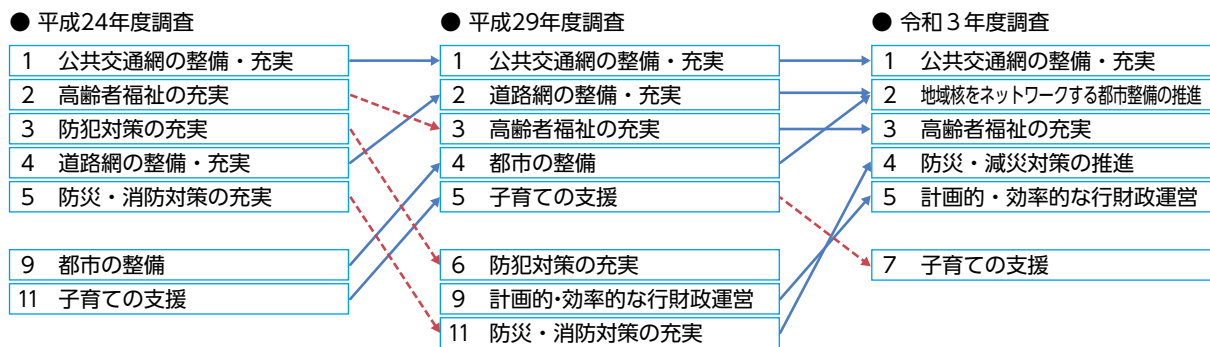 ● 平成24年度調査
1 公共交通網の整備・充実
2 高齢者福祉の充実
3 防犯対策の充実
4 道路網の整備・充実
5 防災・消防対策の充実
9 都市の整備
11 子育ての支援
● 平成29年度調査
1 公共交通網の整備・充実
2 道路網の整備・充実
3 高齢者福祉の充実
4 都市の整備
5 子育ての支援
6 防犯対策の充実
9 計画的・効率的な行財政運営
11 防災・消防対策の充実
● 令和３年度調査
1 公共交通網の整備・充実
2 地域核をネットワークする都市整備の推進
3 高齢者福祉の充実
4 防災・減災対策の推進
5 計画的・効率的な行財政運営
7 子育ての支援